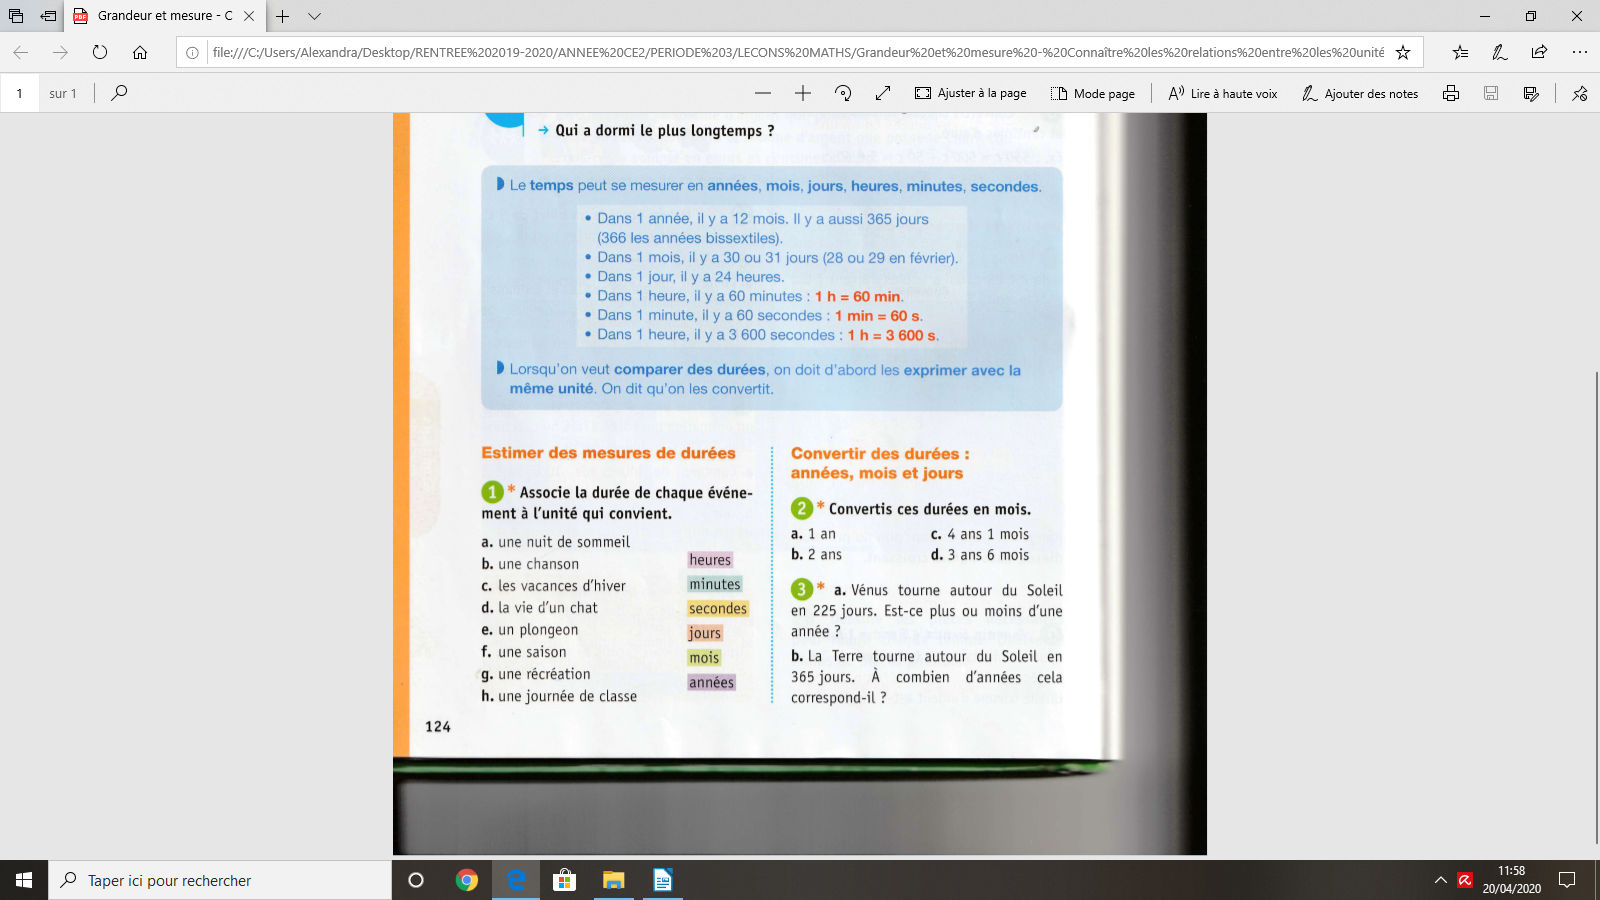 Grandeur et mesure - C
file:///C:/Users/Alexandra/Desktop/RENTREE%202019-2020/ANNEE%20CE2/PERIODE%203/LECONS%20MATHS/Grandeur%20et%20mesure%20-%20Connaître%20les%20relations%20entre%20les%20unité
1 sur 1 Ajuster à la page Mode page Lire à haute voix Ajouter des notes
→ Qui a dormi le plus longtemps ?
Le temps peut se mesurer en années, mois, jours, heures, minutes, secondes.
• Dans 1 année, il y a 12 mois. Il y a aussi 365 jours
(366 les années bissextiles).
• Dans 1 mois, il y a 30 ou 31 jours (28 ou 29 en février).
• Dans 1 jour, il y a 24 heures.
• Dans 1 heure, il y a 60 minutes : 1 h = 60 min.
• Dans 1 minute, il y a 60 secondes : 1 min = 60 s.
• Dans 1 heure, il y a 3 600 secondes : 1 h = 3 600 s.
Lorsqu'on veut comparer des durées, on doit d'abord les exprimer avec la
même unité. On dit qu'on les convertit.
Estimer des mesures de durées
1 * Associe la durée de chaque événe-
ment à l'unité qui convient.
a. une nuit de sommeil
b. une chanson
c. les vacances d'hiver
d. la vie d'un chat
e. un plongeon
f. une saison
g. une récréation
h. une journée de classe
heures
minutes
secondes
jours
mois
années
Convertir des durées :
années, mois et jours
2 * Convertis ces durées en mois.
a. 1 an c. 4 ans 1 mois
b. 2 ans d. 3 ans 6 mois
3 * a. Vénus tourne autour du Soleil
en 225 jours. Est-ce plus ou moins d'une
année ?
b. La Terre tourne autour du Soleil en
365 jours. À combien d'années cela
correspond-il ?
124
Taper ici pour rechercher
11:58
20/04/2020